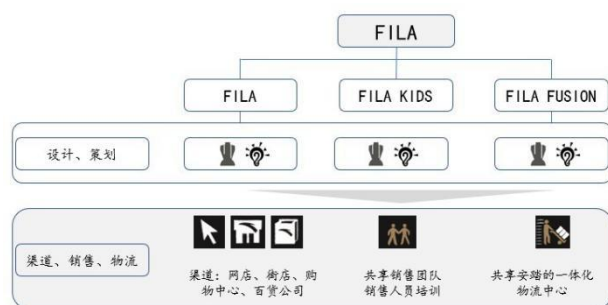 FILA
FILA
FILA KIDS
FILA FUSION
设计、策划
渠道、销售、物流
渠道：网店、街店、购
物中心、百货公司
共享销售团队
销售人员培训
共享安踏的一体化
物流中心